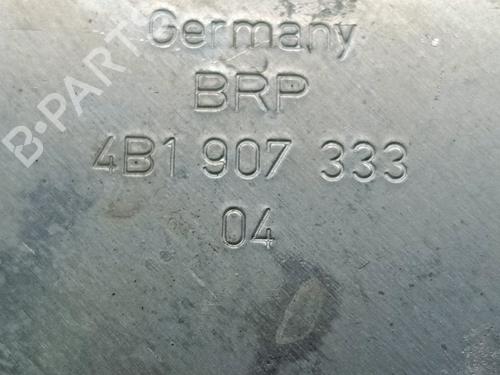 Germany
BRP
4B1 907 333
04
B-PARTS